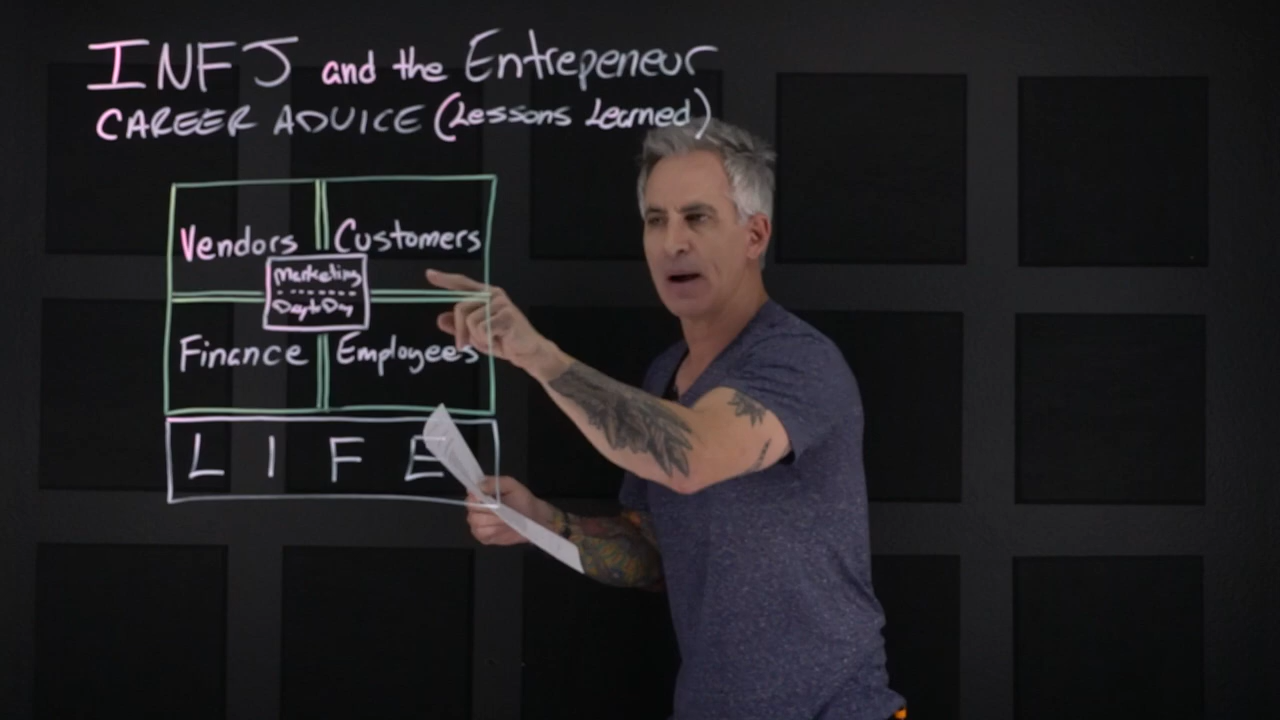 INFJ and the Entrepeneur
CAREER ADVICE (Lessons Learned)
Vendors Customers
Marketing
Day to Day
Finance Employees
LIFE